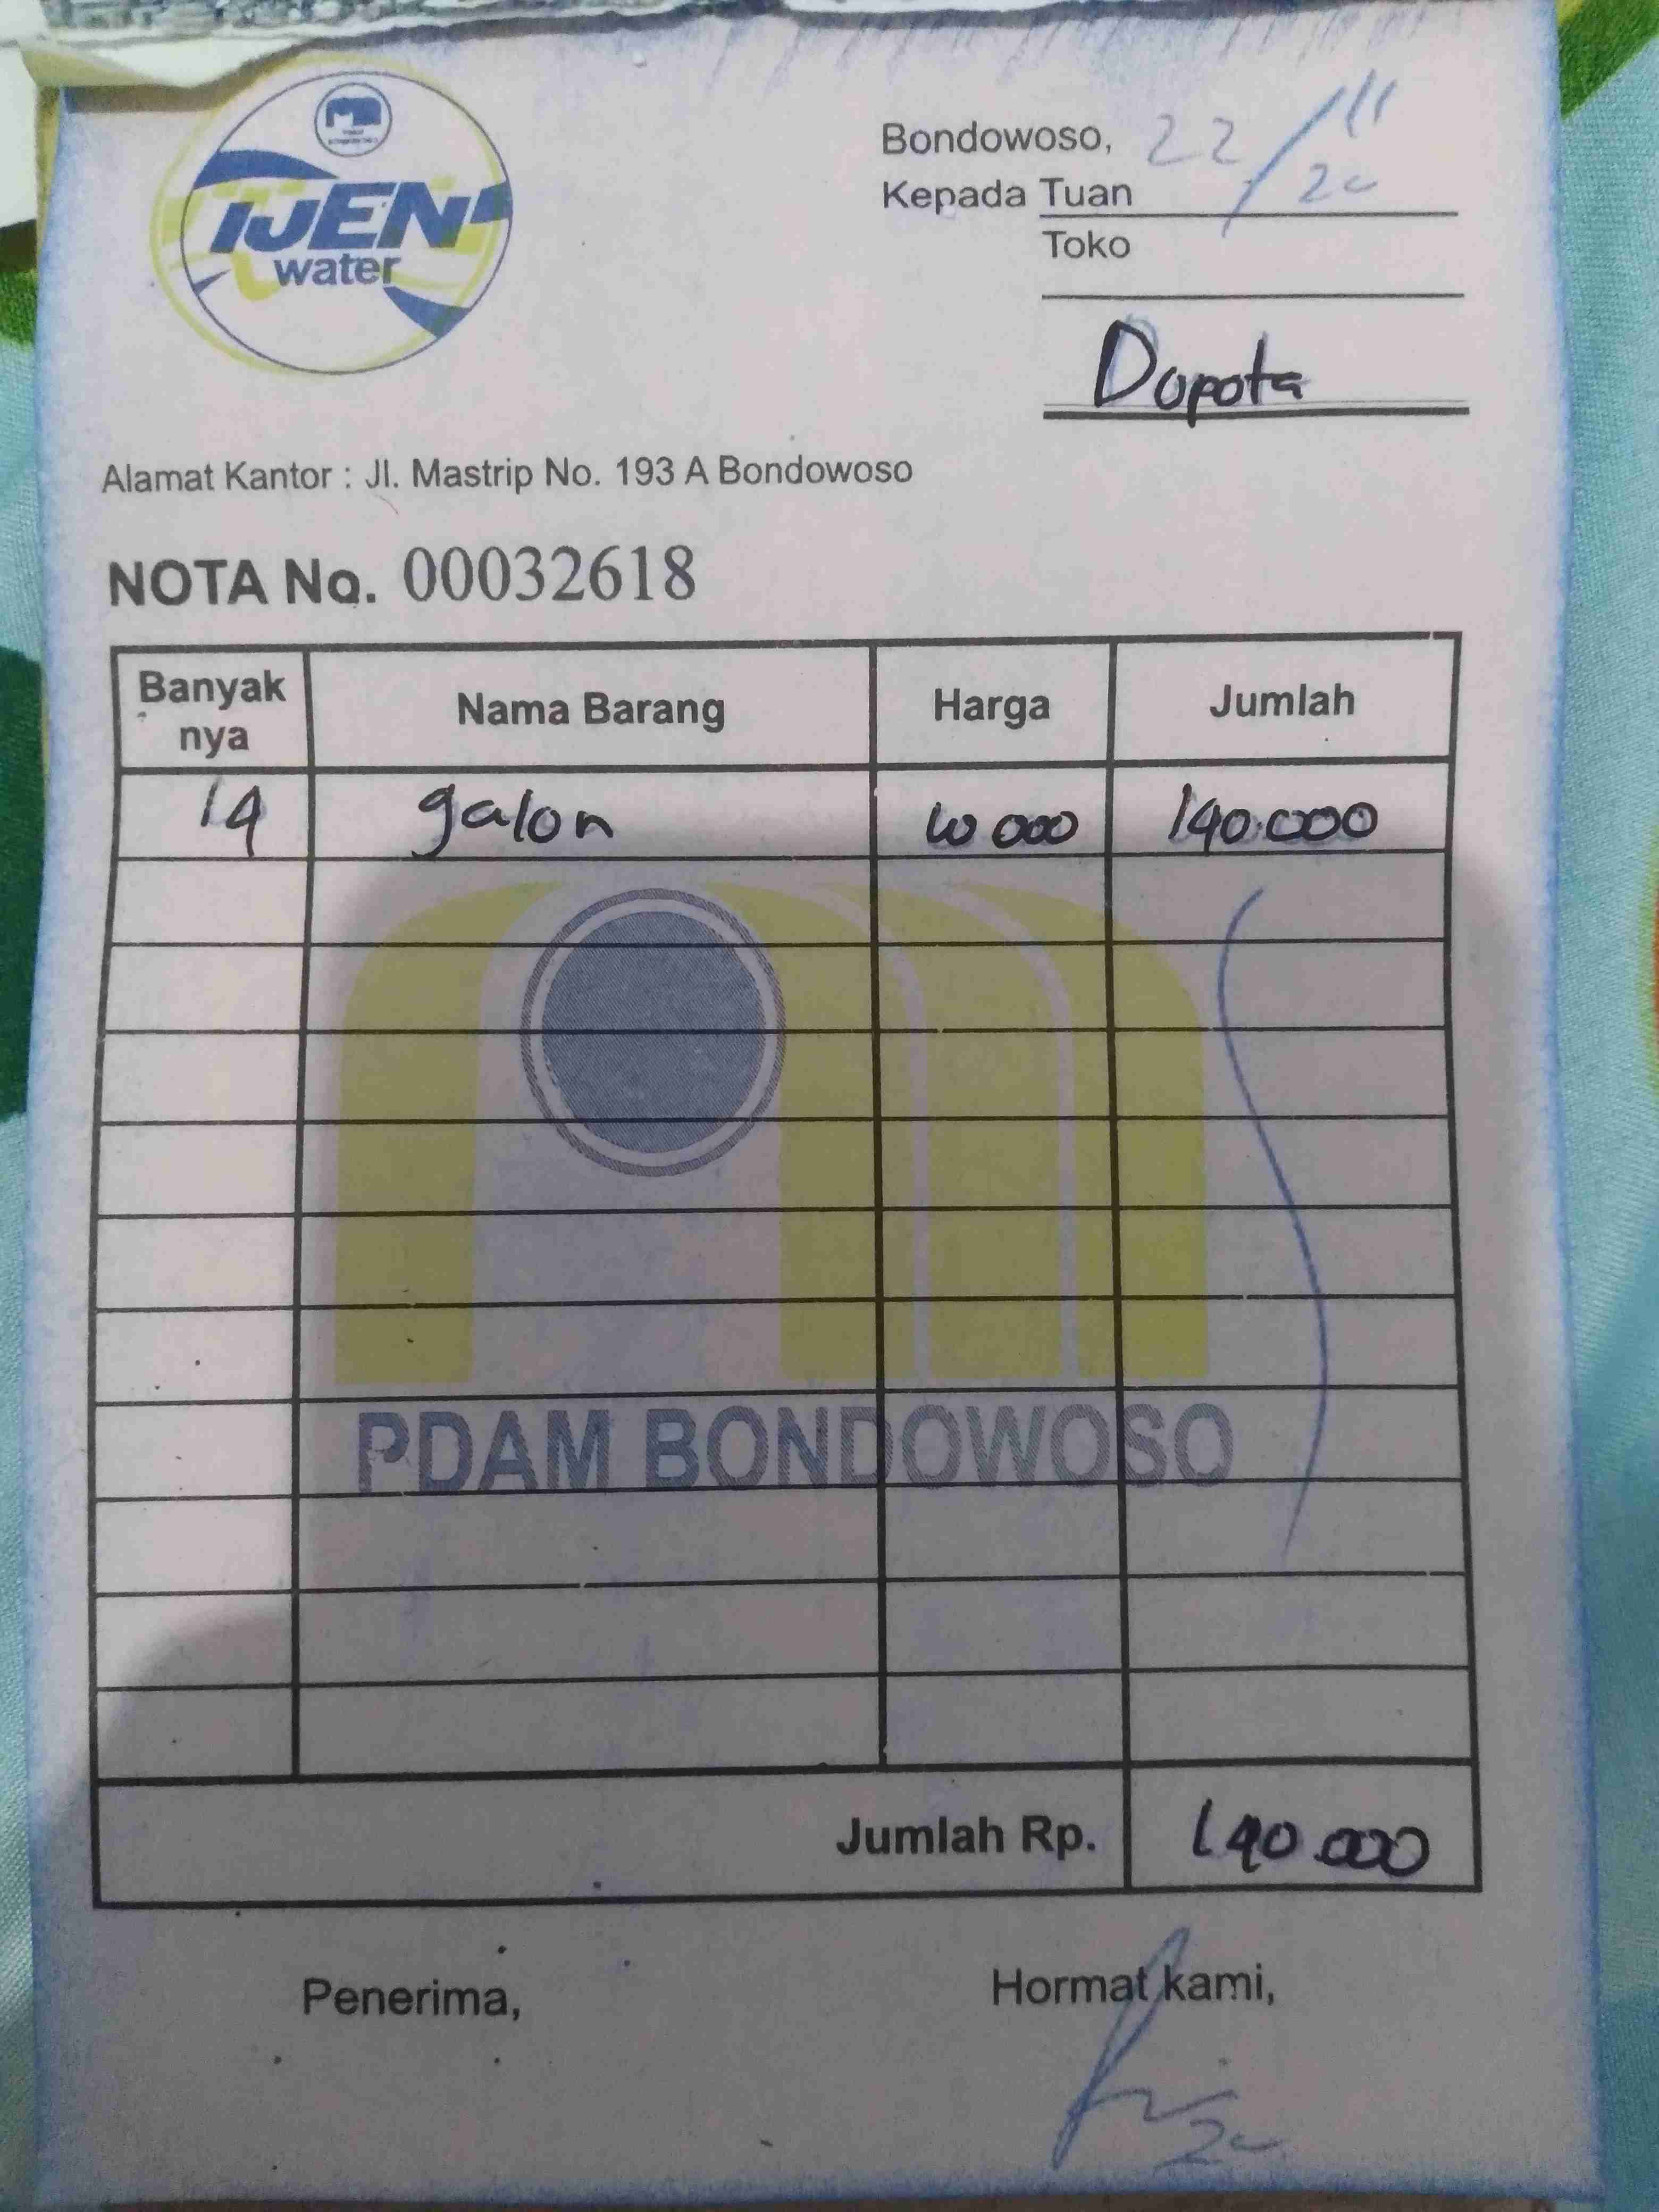 IJEN
water
Bondowoso, 22/11
20
Kepada Tuan
Toko
Dopota
Alamat Kantor : Jl. Mastrip No. 193 A Bondowoso
NOTA No. 00032618
Banyak nya Nama Barang Harga Jumlah
14 galon 10 000 140.000
PDAM BONDOWOSO
Jumlah Rp. 140.000
Penerima, Hormat kami,